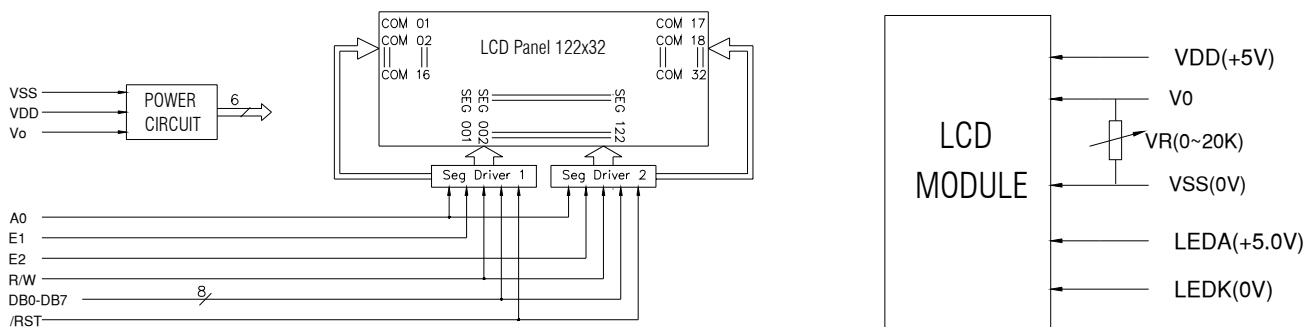 COM 01
COM 02
COM 16
LCD Panel 122x32
COM 17
COM 18
COM 32
SEG 001
SEG 002
SEG 122
VSS
VDD
Vo
POWER
CIRCUIT
6
Seg Driver 1
Seg Driver 2
A0
E1
E2
R/W
DB0-DB7
8
/RST
LCD
MODULE
VDD(+5V)
V0
VR(0~20K)
VSS(0V)
LEDA(+5.0V)
LEDK(0V)